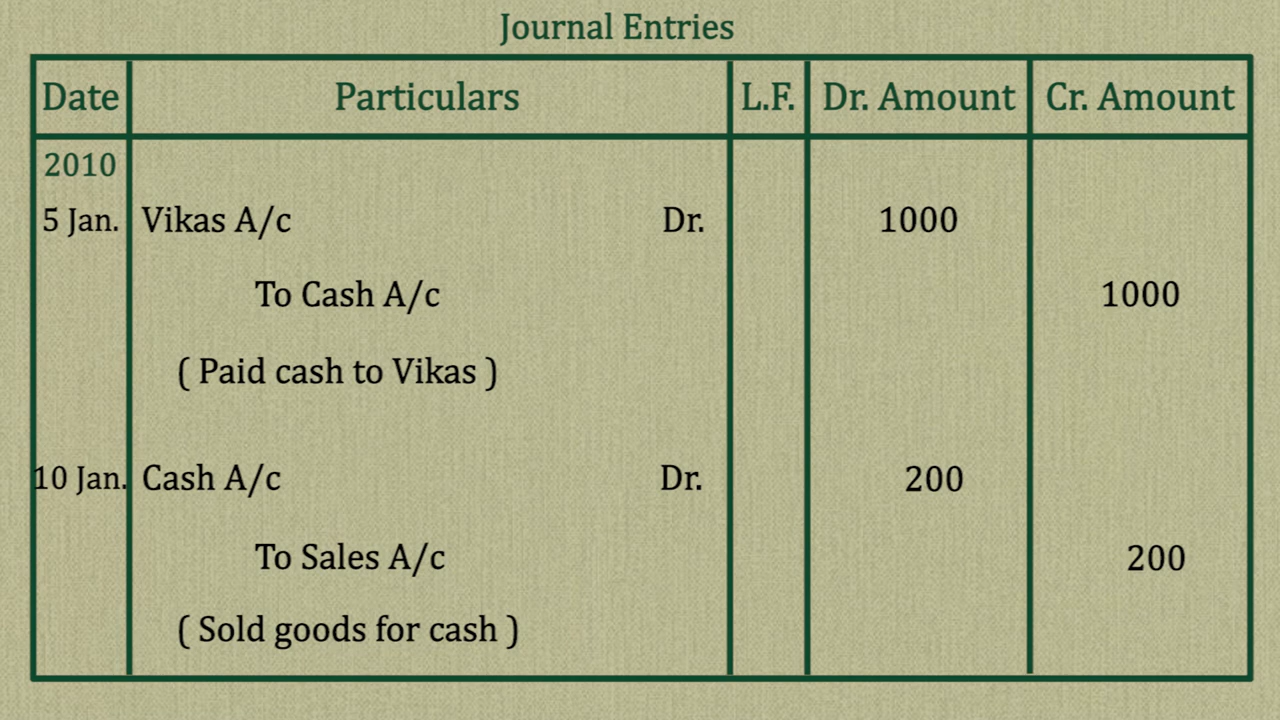 Journal Entries
Date Particulars L.F. Dr. Amount Cr. Amount
2010
5 Jan. Vikas A/c Dr. 1000
To Cash A/c 1000
( Paid cash to Vikas )
10 Jan. Cash A/c Dr. 200
To Sales A/c 200
( Sold goods for cash )